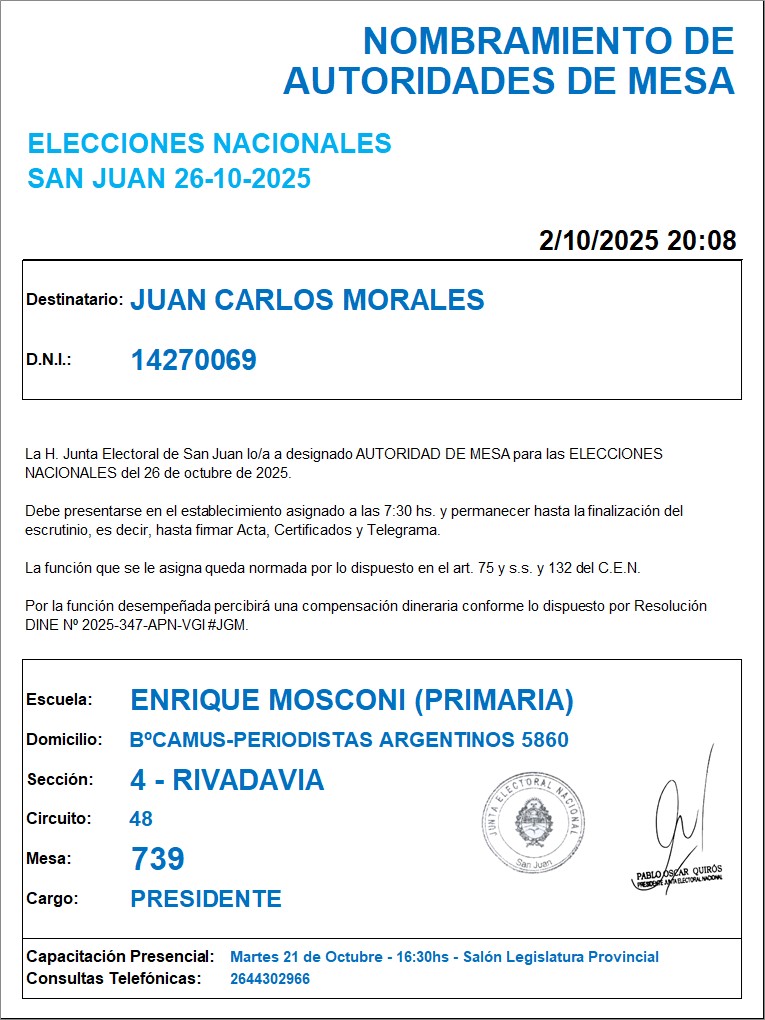 NOMBRAMIENTO DE
AUTORIDADES DE MESA
ELECCIONES NACIONALES
SAN JUAN 26-10-2025
2/10/2025 20:08
Destinatario: JUAN CARLOS MORALES
D.N.I.: 14270069
La H. Junta Electoral de San Juan lo/a a designado AUTORIDAD DE MESA para las ELECCIONES
NACIONALES del 26 de octubre de 2025.
Debe presentarse en el establecimiento asignado a las 7:30 hs. y permanecer hasta la finalización del
escrutinio, es decir, hasta firmar Acta, Certificados y Telegrama.
La función que se le asigna queda normada por lo dispuesto en el art. 75 y s.s. y 132 del C.E.N.
Por la función desempeñada percibirá una compensación dineraria conforme lo dispuesto por Resolución
DINE Nº 2025-347-APN-VGI#JGM.
Escuela: ENRIQUE MOSCONI (PRIMARIA)
Domicilio: BºCAMUS-PERIODISTAS ARGENTINOS 5860
Sección: 4 - RIVADAVIA
Circuito: 48
Mesa: 739
Cargo: PRESIDENTE
JUNTA ELECTORAL NACIONAL
San Juan
PABLO OSCAR QUIRÓS
PRESIDENTE JUNTA ELECTORAL NACIONAL
Capacitación Presencial: Martes 21 de Octubre - 16:30hs - Salón Legislatura Provincial
Consultas Telefónicas: 2644302966